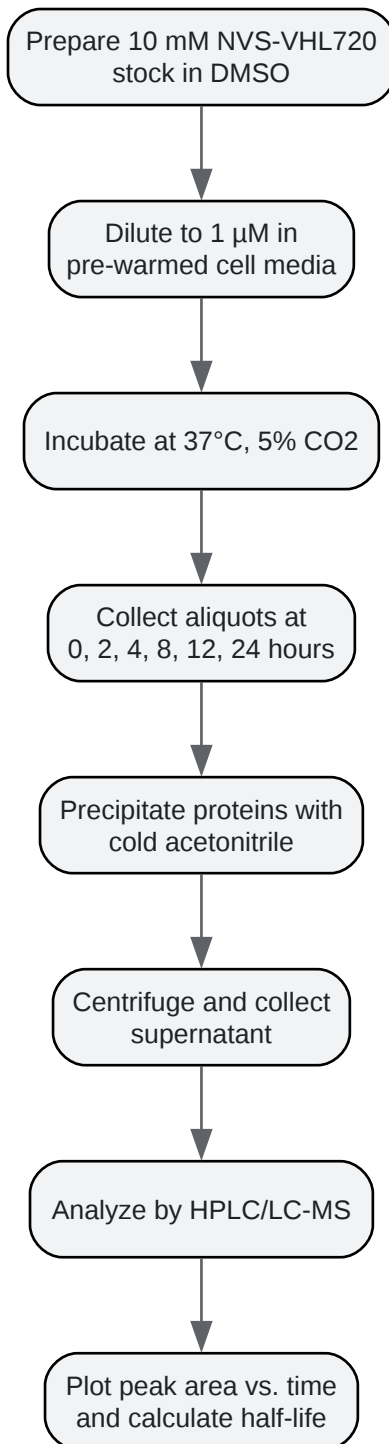 Prepare 10 mM NVS-VHL720
stock in DMSO
Dilute to 1 µM in
pre-warmed cell media
Incubate at 37°C, 5% CO2
Collect aliquots at
0, 2, 4, 8, 12, 24 hours
Precipitate proteins with
cold acetonitrile
Centrifuge and collect
supernatant
Analyze by HPLC/LC-MS
Plot peak area vs. time
and calculate half-life